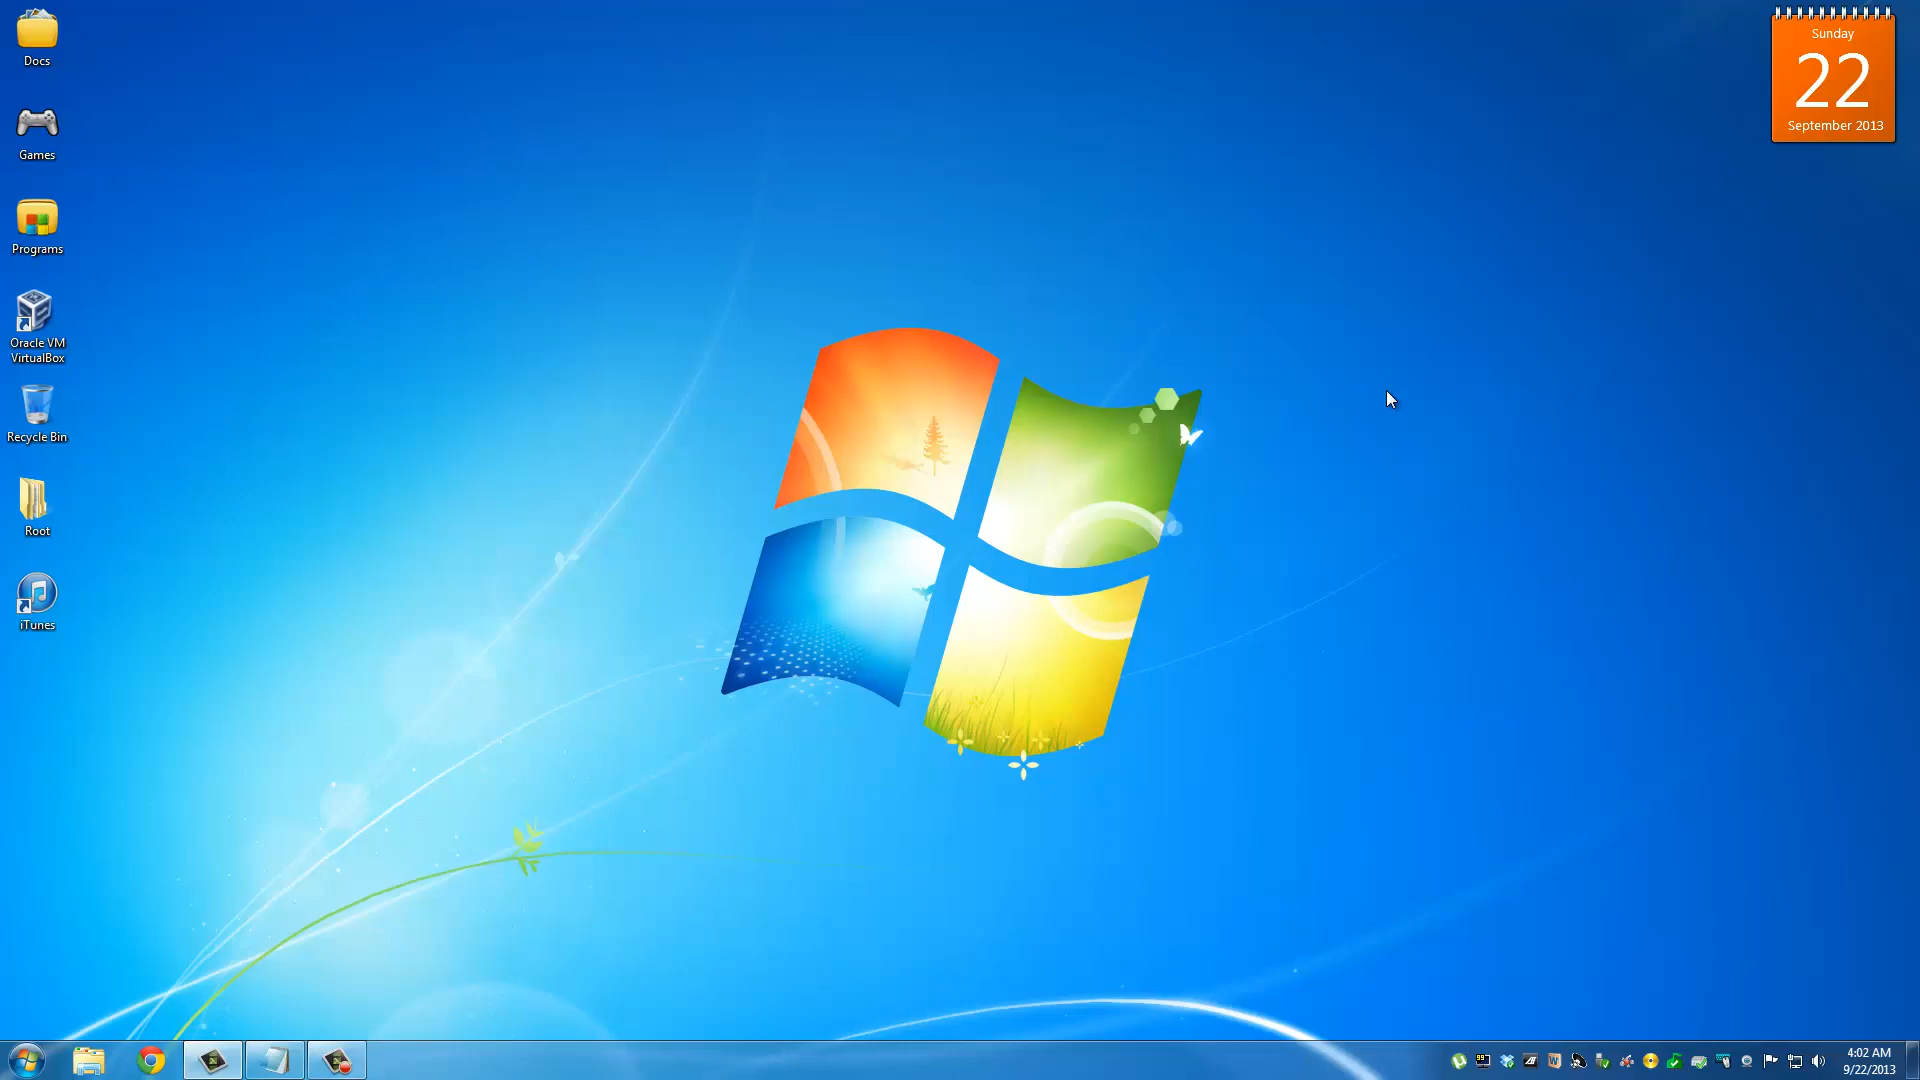 Docs
Games
Programs
Oracle VM
VirtualBox
Recycle Bin
Root
iTunes
Sunday
22
September 2013
99
W
4:02 AM
9/22/2013